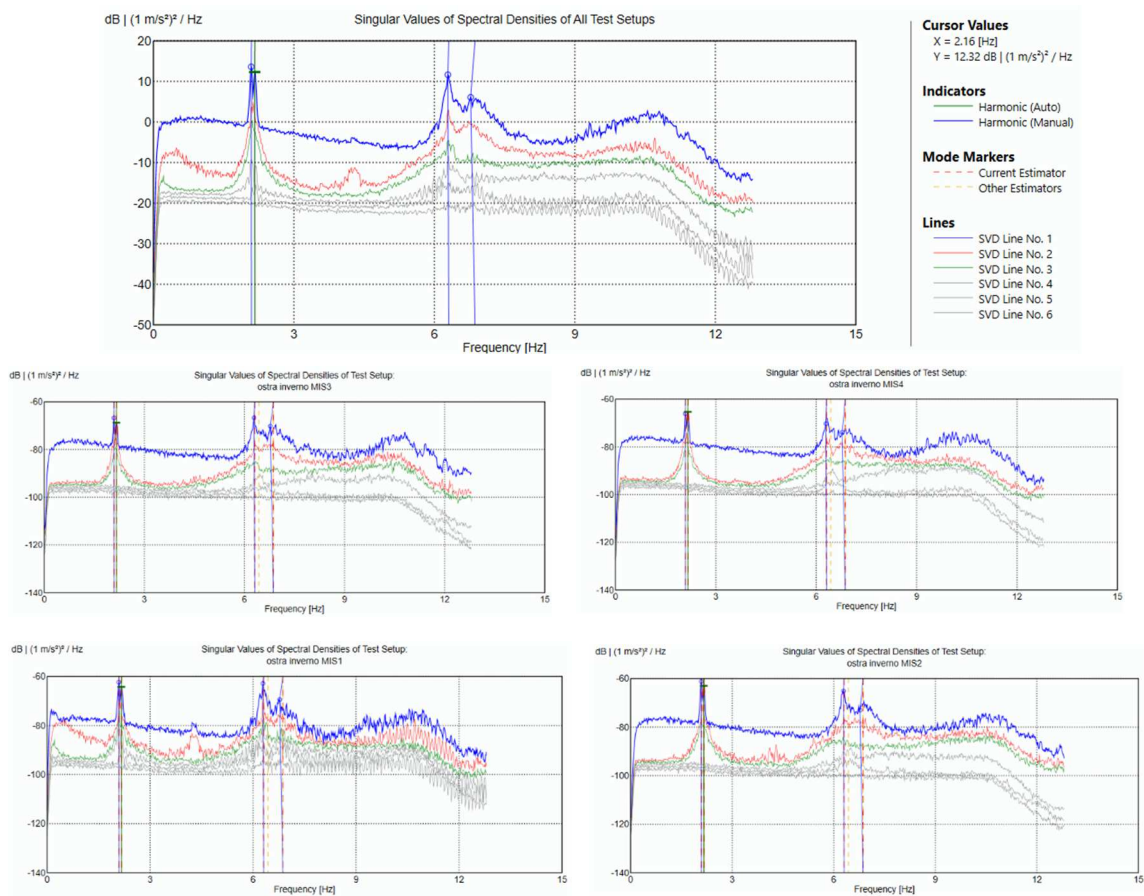 dB | (1 m/s²)² / Hz
Singular Values of Spectral Densities of All Test Setups
20
10
0
-10
-20
-30
-40
-50
0
3
6
9
12
15
Frequency [Hz]
Cursor Values
X = 2.16 [Hz]
Y = 12.32 dB | (1 m/s²)² / Hz
Indicators
Harmonic (Auto)
Harmonic (Manual)
Mode Markers
Current Estimator
Other Estimators
Lines
SVD Line No. 1
SVD Line No. 2
SVD Line No. 3
SVD Line No. 4
SVD Line No. 5
SVD Line No. 6
dB | (1 m/s²)² / Hz
Singular Values of Spectral Densities of Test Setup:
ostra inverno MIS3
-60
-80
-100
-120
-140
0
3
6
9
12
15
Frequency [Hz]
dB | (1 m/s²)² / Hz
Singular Values of Spectral Densities of Test Setup:
ostra inverno MIS4
-60
-80
-100
-120
-140
0
3
6
9
12
15
Frequency [Hz]
dB | (1 m/s²)² / Hz
Singular Values of Spectral Densities of Test Setup:
ostra inverno MIS1
-60
-80
-100
-120
-140
0
3
6
9
12
15
Frequency [Hz]
dB | (1 m/s²)² / Hz
Singular Values of Spectral Densities of Test Setup:
ostra inverno MIS2
-60
-80
-100
-120
-140
0
3
6
9
12
15
Frequency [Hz]